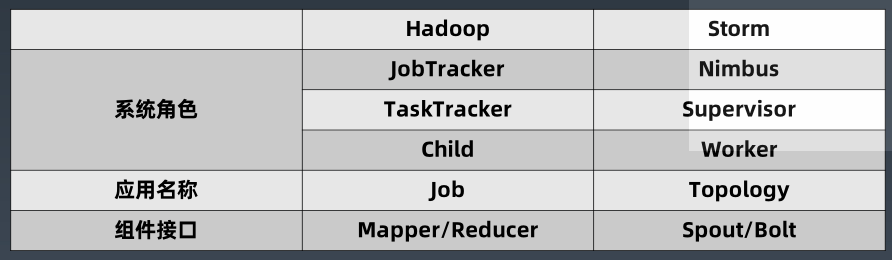 Hadoop Storm
系统角色 JobTracker Nimbus
TaskTracker Supervisor
Child Worker
应用名称 Job Topology
组件接口 Mapper/Reducer Spout/Bolt